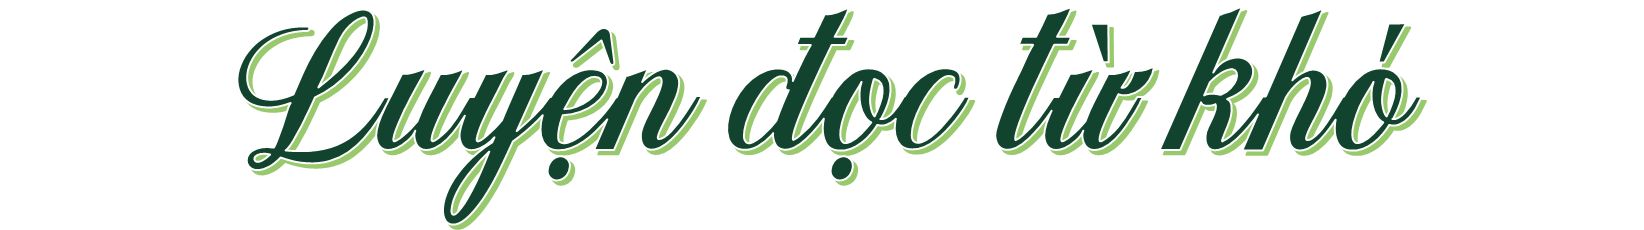 Luyện đọc từ khó